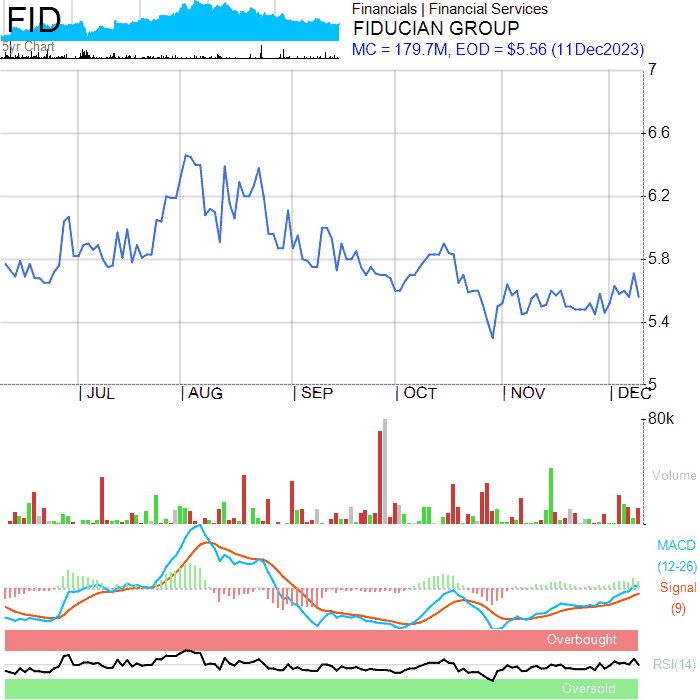 FID
5yr Chart
Financials | Financial Services
FIDUCIAN GROUP
MC = 179.7M, EOD = $5.56 (11Dec2023)
7
6.6
6.2
5.8
5.4
5
| JUL | AUG | SEP | OCT | NOV | DEC
80k
Volume
MACD
(12-26)
Signal
(9)
Overbought
RSI(14)
Oversold